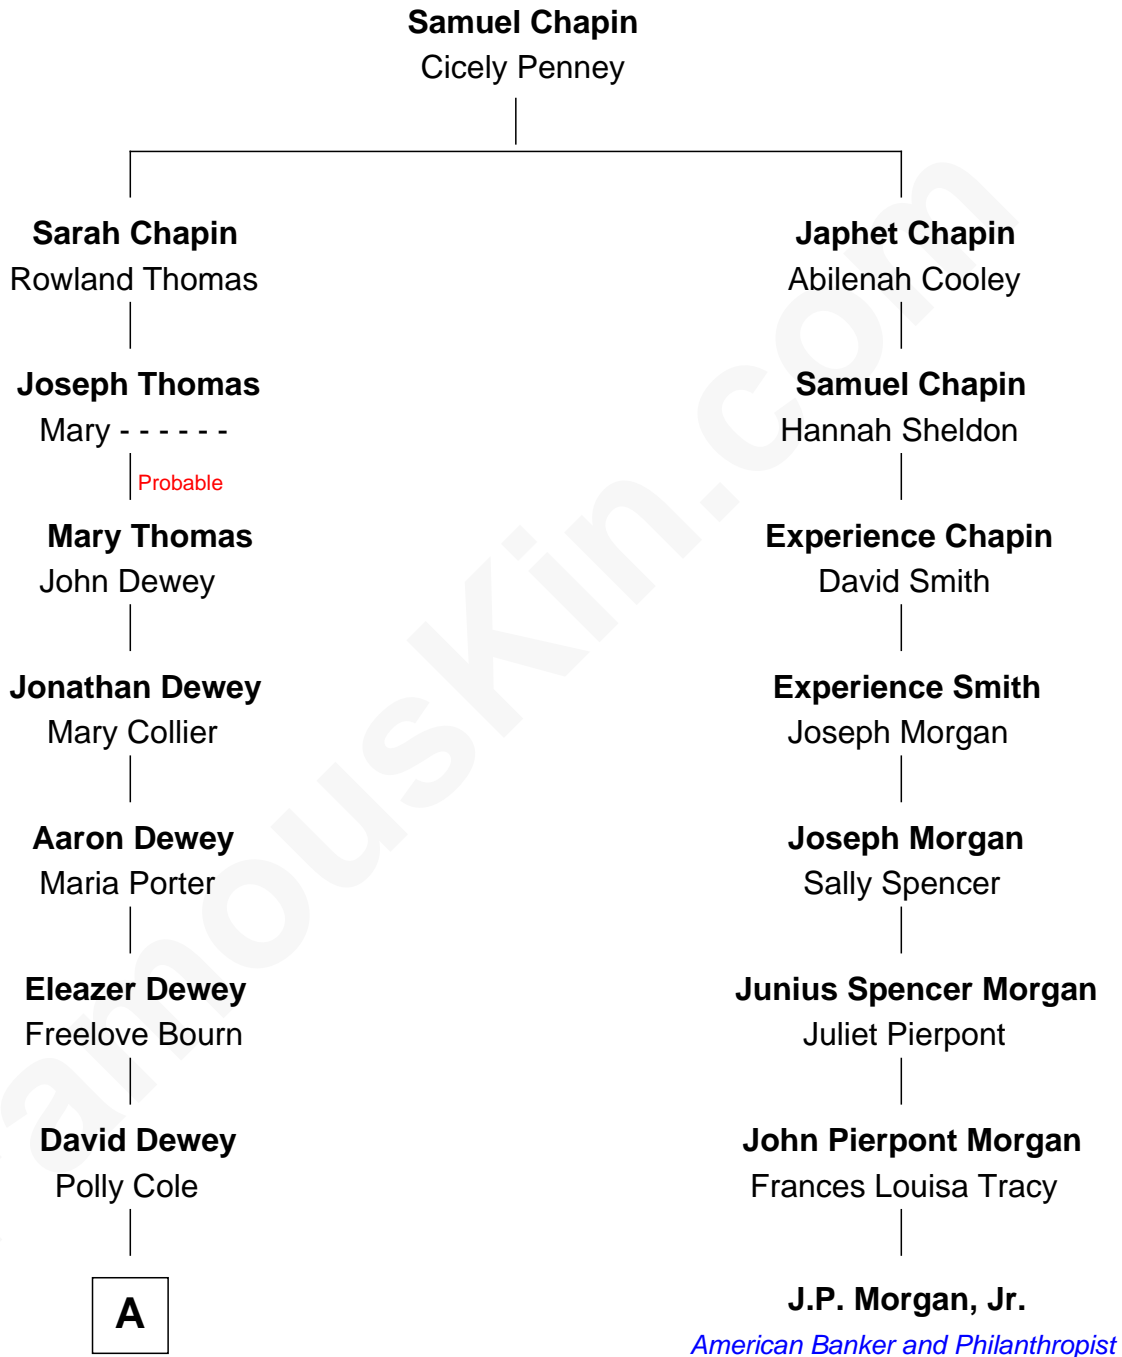 Samuel Chapin
Cicely Penney
Sarah Chapin
Rowland Thomas
Japhet Chapin
Abilenah Cooley
Joseph Thomas
Mary - - - - - -
Probable
Samuel Chapin
Hannah Sheldon
Mary Thomas
John Dewey
Experience Chapin
David Smith
Jonathan Dewey
Mary Collier
Experience Smith
Joseph Morgan
Aaron Dewey
Maria Porter
Joseph Morgan
Sally Spencer
Eleazer Dewey
Freelove Bourn
Junius Spencer Morgan
Juliet Pierpont
David Dewey
Polly Cole
John Pierpont Morgan
Frances Louisa Tracy
A
J.P. Morgan, Jr.
American Banker and Philanthropist
amouskin.com